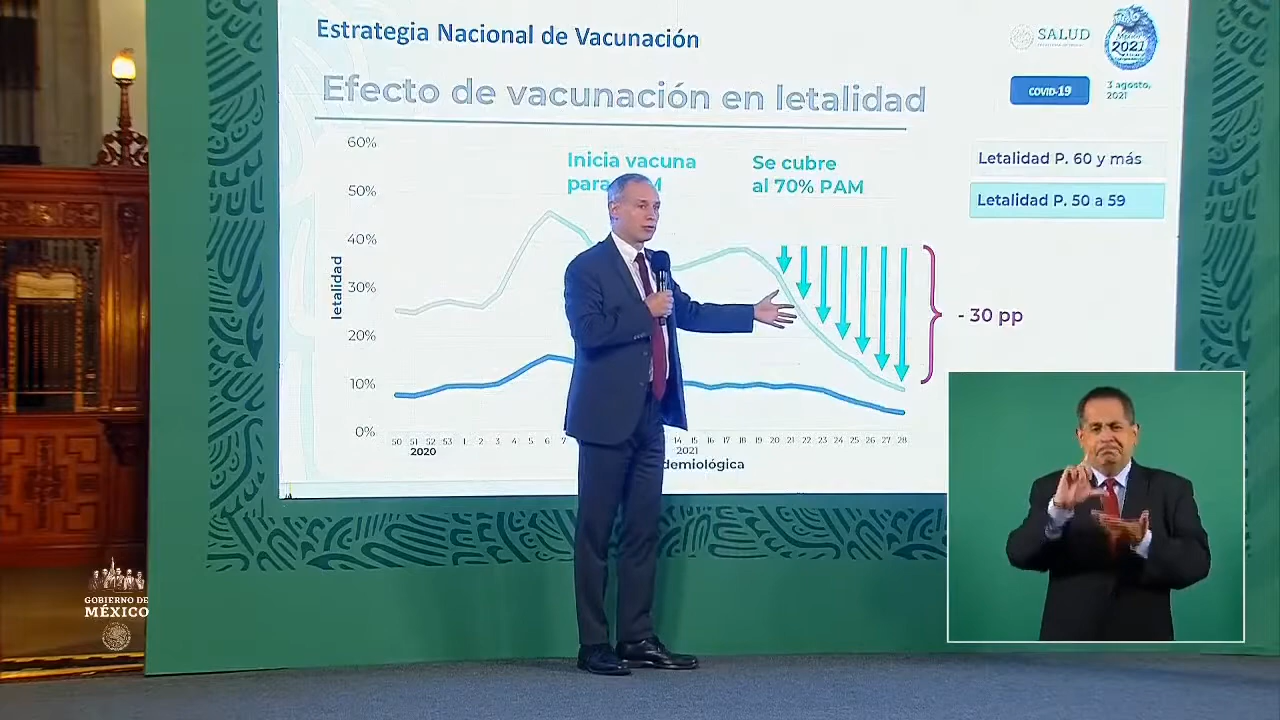 Estrategia Nacional de Vacunación
SALUD
México
2021
Efecto de vacunación en letalidad
COVID-19
3 agosto,
2021
60%
Inicia vacuna
Se cubre
Letalidad P. 60 y más
50%
para M
al 70% PAM
Letalidad P. 50 a 59
40%
letalidad
30%
- 30 pp
20%
10%
0%
50 51 52 53 1 2 3 4 5 6 7 14 15 16 17 18 19 20 21 22 23 24 25 26 27 28
2020
2021
demiológica
GOBIERNO DE
MÉXICO